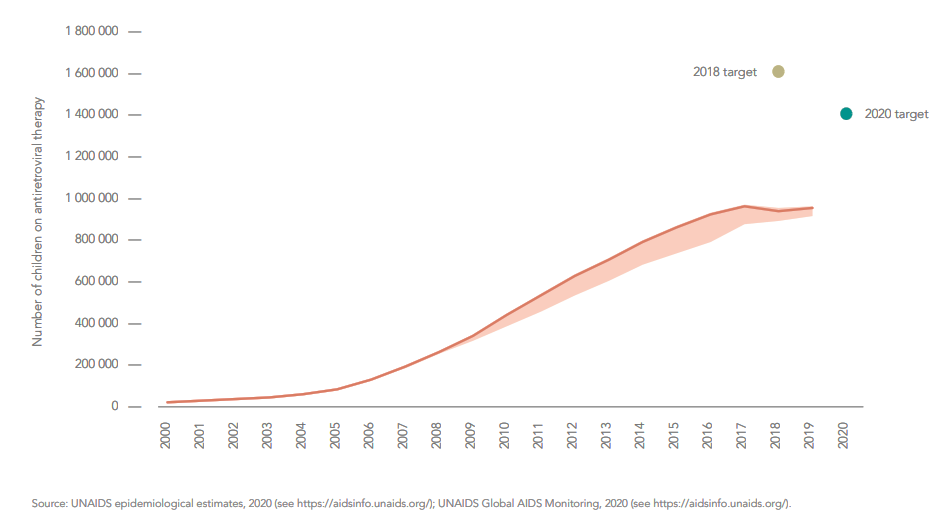 1 800 000
1 600 000
2018 target
1 400 000
2020 target
1 200 000
1 000 000
800 000
600 000
400 000
200 000
0
Number of children on antiretroviral therapy
2000 2001 2002 2003 2004 2005 2006 2007 2008 2009 2010 2011 2012 2013 2014 2015 2016 2017 2018 2019 2020
Source: UNAIDS epidemiological estimates, 2020 (see https://aidsinfo.unaids.org/); UNAIDS Global AIDS Monitoring, 2020 (see https://aidsinfo.unaids.org/).